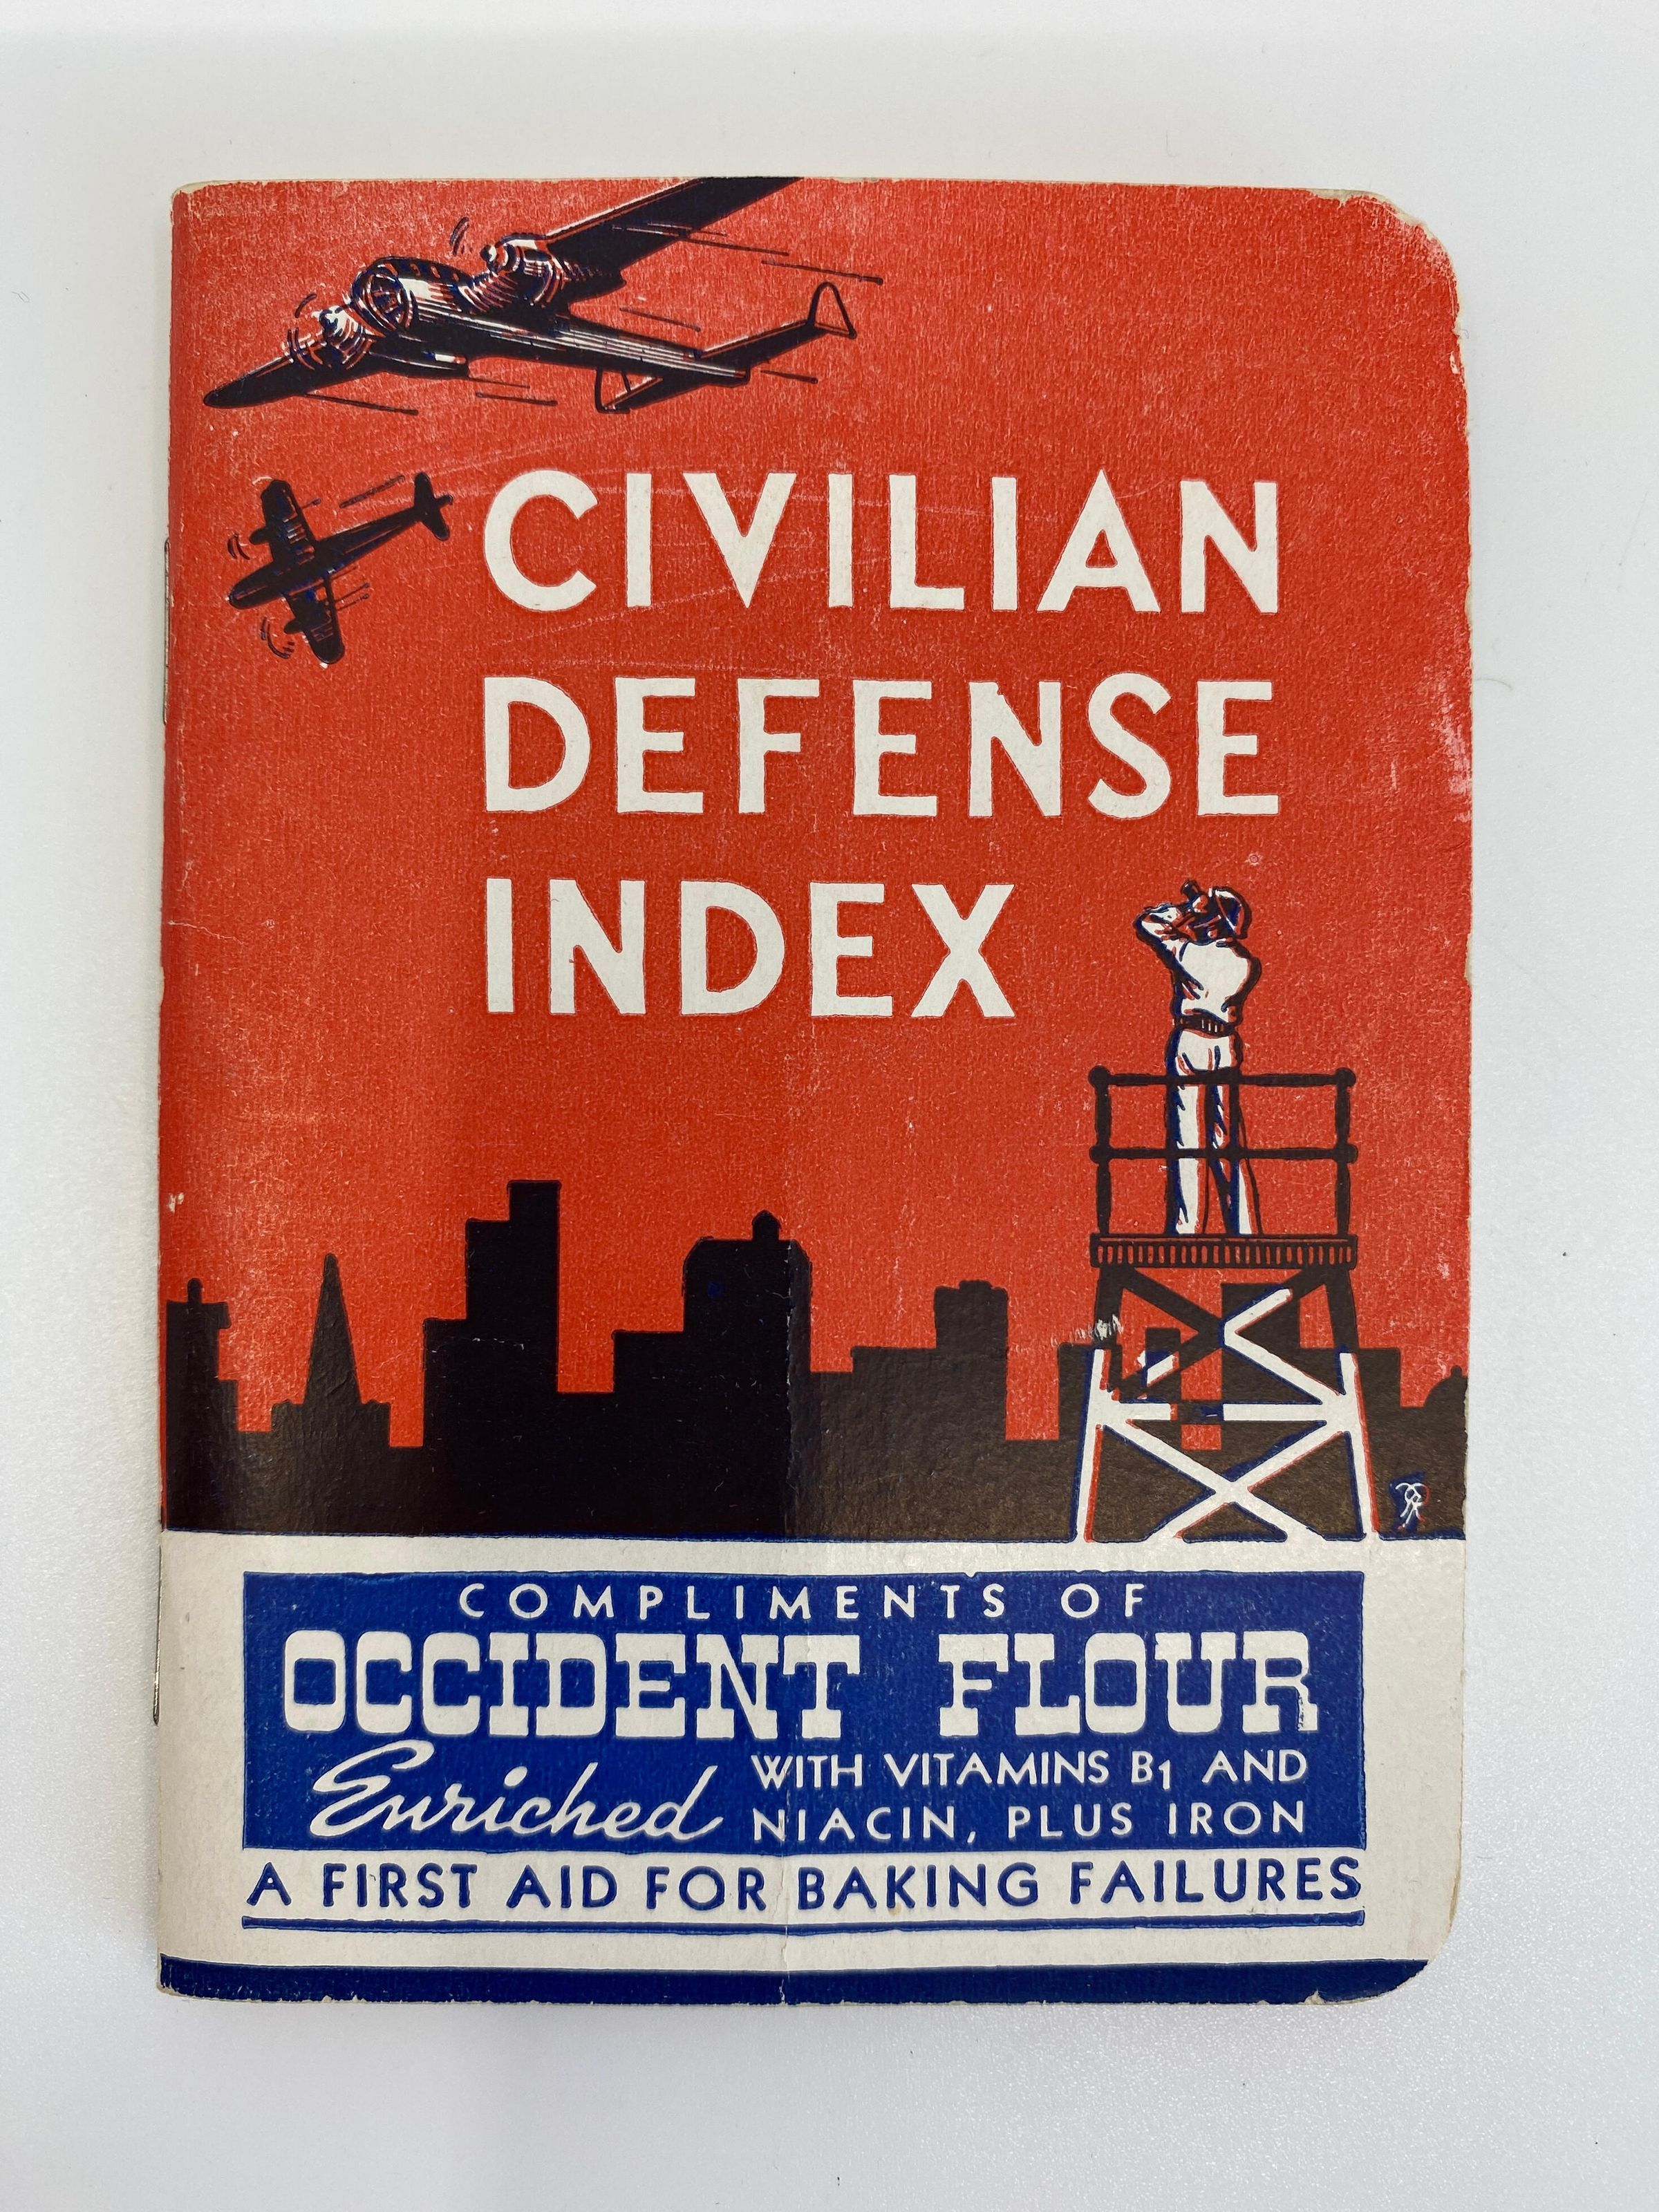 CIVILIAN
DEFENSE
INDEX
COMPLIMENTS OF
OCCIDENT FLOUR
Enriched WITH VITAMINS B1 AND
NIACIN, PLUS IRON
A FIRST AID FOR BAKING FAILURES